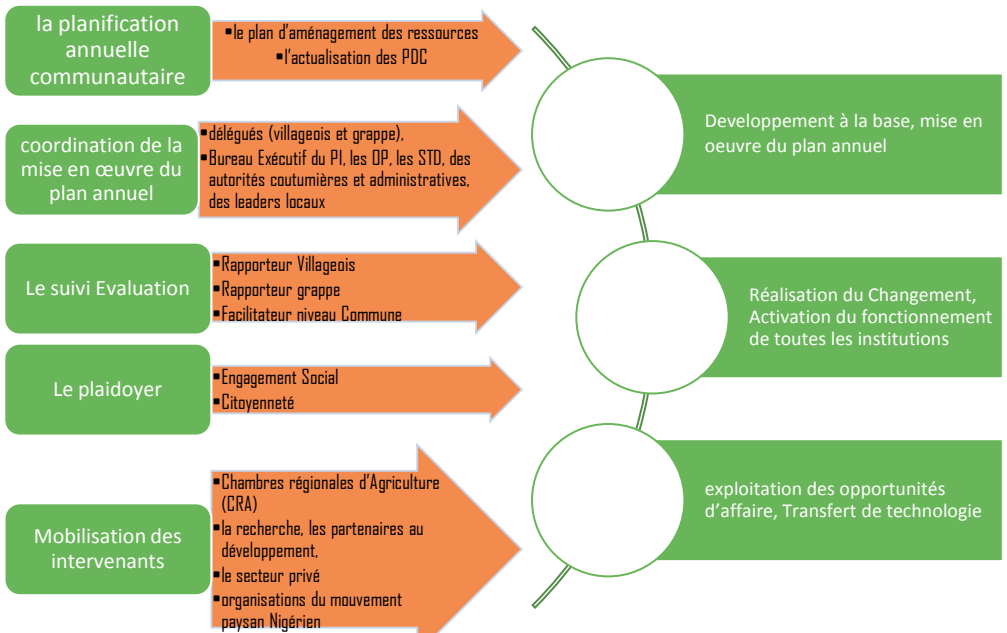 la planification
annuelle
communautaire
▪le plan d'aménagement des ressources
▪l'actualisation des PDC
coordination de la
mise en œuvre du
plan annuel
▪délégués (villageois et grappe),
▪Bureau Exécutif du PI, les OP, les STD, des
autorités coutumières et administratives,
des leaders locaux
Le suivi Evaluation
▪Rapporteur Villageois
▪Rapporteur grappe
▪Facilitateur niveau Commune
Le plaidoyer
▪Engagement Social
▪Citoyenneté
Mobilisation des
intervenants
▪Chambres régionales d'Agriculture
(CRA)
▪la recherche, les partenaires au
développement,
▪le secteur privé
▪organisations du mouvement
paysan Nigérien
Developpement à la base, mise en
oeuvre du plan annuel
Réalisation du Changement,
Activation du fonctionnement
de toutes les institutions
exploitation des opportunités
d'affaire, Transfert de technologie